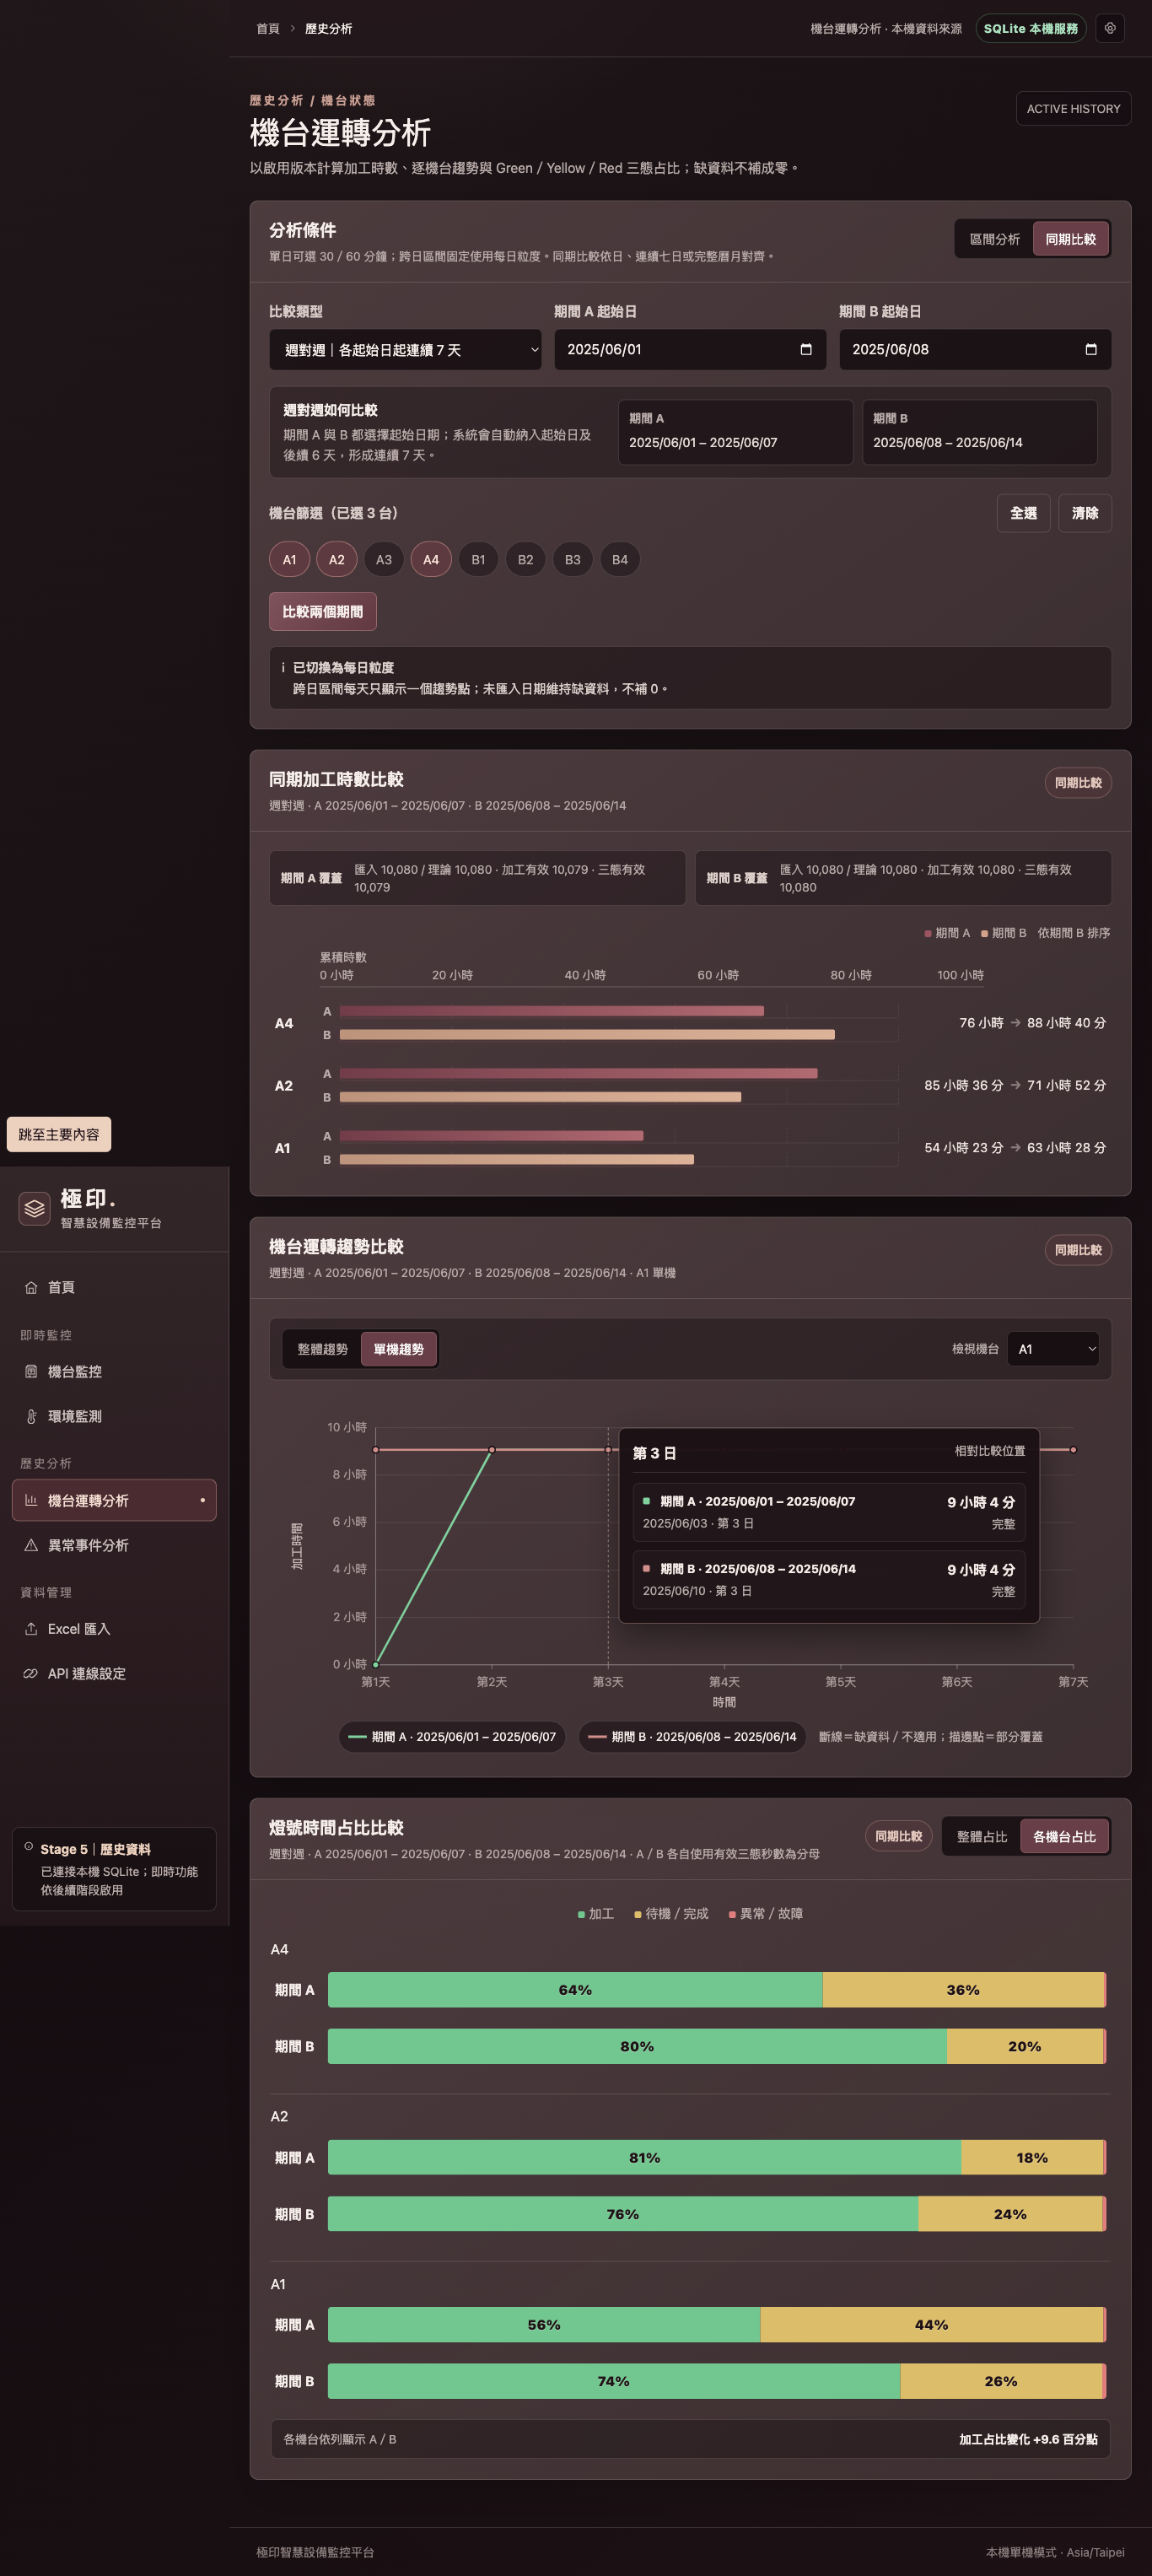 首頁 › 歷史分析
機台運轉分析 · 本機資料來源
SQLite 本機服務
歷史分析 / 機台狀態
機台運轉分析
以啟用版本計算加工時數、逐機台趨勢與 Green / Yellow / Red 三態占比；缺資料不補成零。
ACTIVE HISTORY
分析條件
單日可選 30 / 60 分鐘；跨日區間固定使用每日粒度。同期比較依日、連續七日或完整曆月對齊。
區間分析
同期比較
比較類型
期間 A 起始日
期間 B 起始日
週對週｜各起始日起連續 7 天
2025/06/01
2025/06/08
週對週如何比較
期間 A 與 B 都選擇起始日期；系統會自動納入起始日及
後續 6 天，形成連續 7 天。
期間 A
2025/06/01 – 2025/06/07
期間 B
2025/06/08 – 2025/06/14
機台篩選（已選 3 台）
全選
清除
A1 A2 A3 A4 B1 B2 B3 B4
比較兩個期間
i 已切換為每日粒度
跨日區間每天只顯示一個趨勢點；未匯入日期維持缺資料，不補 0。
同期加工時數比較
週對週 · A 2025/06/01 – 2025/06/07 · B 2025/06/08 – 2025/06/14
同期比較
期間 A 覆蓋
匯入 10,080 / 理論 10,080 · 加工有效 10,079 · 三態有效
10,079
期間 B 覆蓋
匯入 10,080 / 理論 10,080 · 加工有效 10,080 · 三態有效
10,080
期間 A 期間 B 依期間 B 排序
累積時數
0 小時 20 小時 40 小時 60 小時 80 小時 100 小時
A4
A
B
76 小時 → 88 小時 40 分
A2
A
B
85 小時 36 分 → 71 小時 52 分
A1
A
B
54 小時 23 分 → 63 小時 28 分
跳至主要內容
極印.
智慧設備監控平台
首頁
即時監控
機台監控
環境監測
歷史分析
機台運轉分析
異常事件分析
資料管理
Excel 匯入
API 連線設定
Stage 5｜歷史資料
已連接本機 SQLite；即時功能
依後續階段啟用
機台運轉趨勢比較
週對週 · A 2025/06/01 – 2025/06/07 · B 2025/06/08 – 2025/06/14 · A1 單機
同期比較
整體趨勢
單機趨勢
檢視機台
A1
10 小時
8 小時
6 小時
4 小時
2 小時
0 小時
加工時間
第 3 日
相對比較位置
期間 A · 2025/06/01 – 2025/06/07
9 小時 4 分
2025/06/03 · 第 3 日
完整
期間 B · 2025/06/08 – 2025/06/14
9 小時 4 分
2025/06/10 · 第 3 日
完整
第1天 第2天 第3天 第4天 第5天 第6天 第7天
時間
期間 A · 2025/06/01 – 2025/06/07
期間 B · 2025/06/08 – 2025/06/14
斷線＝缺資料 / 不適用；描邊點＝部分覆蓋
燈號時間占比比較
週對週 · A 2025/06/01 – 2025/06/07 · B 2025/06/08 – 2025/06/14 · A / B 各自使用有效三態秒數為分母
同期比較
整體占比
各機台占比
加工 待機 / 完成 異常 / 故障
A4
期間 A 64% 36%
期間 B 80% 20%
A2
期間 A 81% 18%
期間 B 76% 24%
A1
期間 A 56% 44%
期間 B 74% 26%
各機台依列顯示 A / B
加工占比變化 +9.6 百分點
極印智慧設備監控平台
本機單機模式 · Asia/Taipei